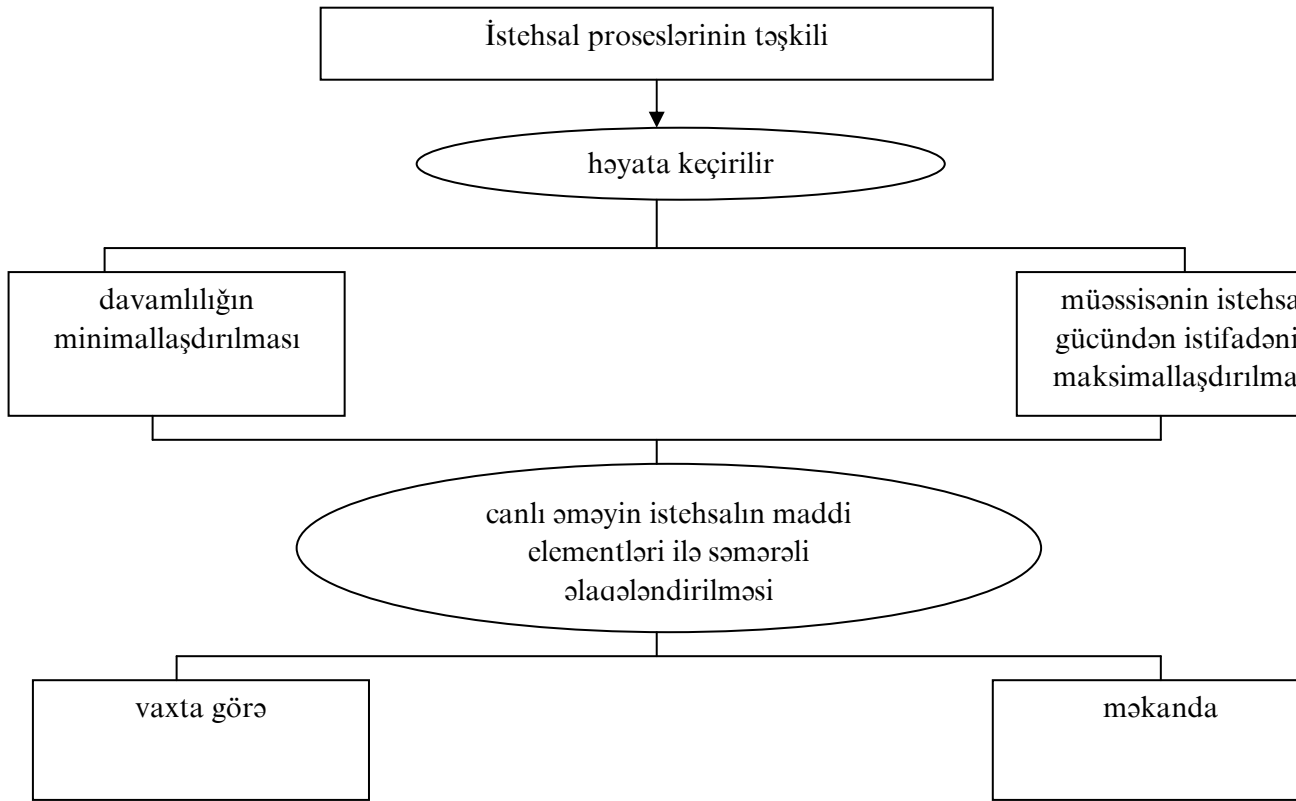 İstehsal proseslərinin təşkili
həyata keçirilir
davamlılığın
minimallaşdırılması
müəssisənin istehsa
gücündən istifadəni
maksimallaşdırılma
canlı əməyin istehsalın maddi
elementləri ilə səmərəli
əlaqələndirilməsi
vaxta görə
məkanda